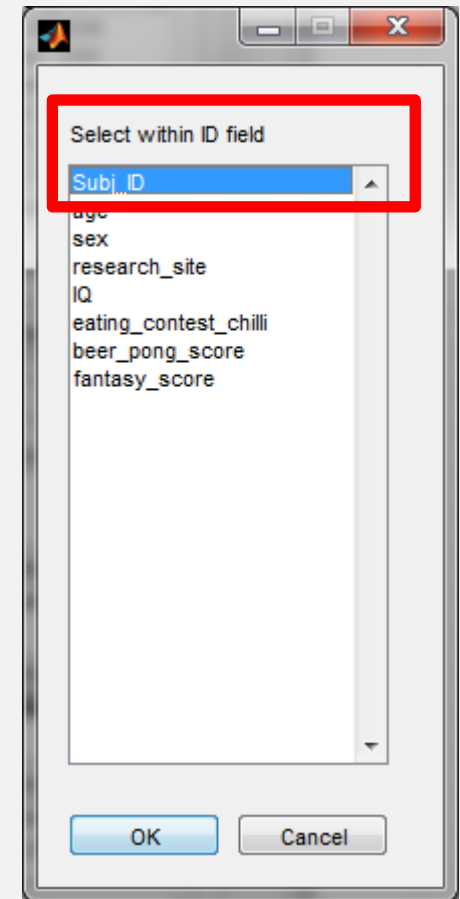 Select within ID field
Subj_ID
age
sex
research_site
IQ
eating_contest_chilli
beer_pong_score
fantasy_score
OK
Cancel